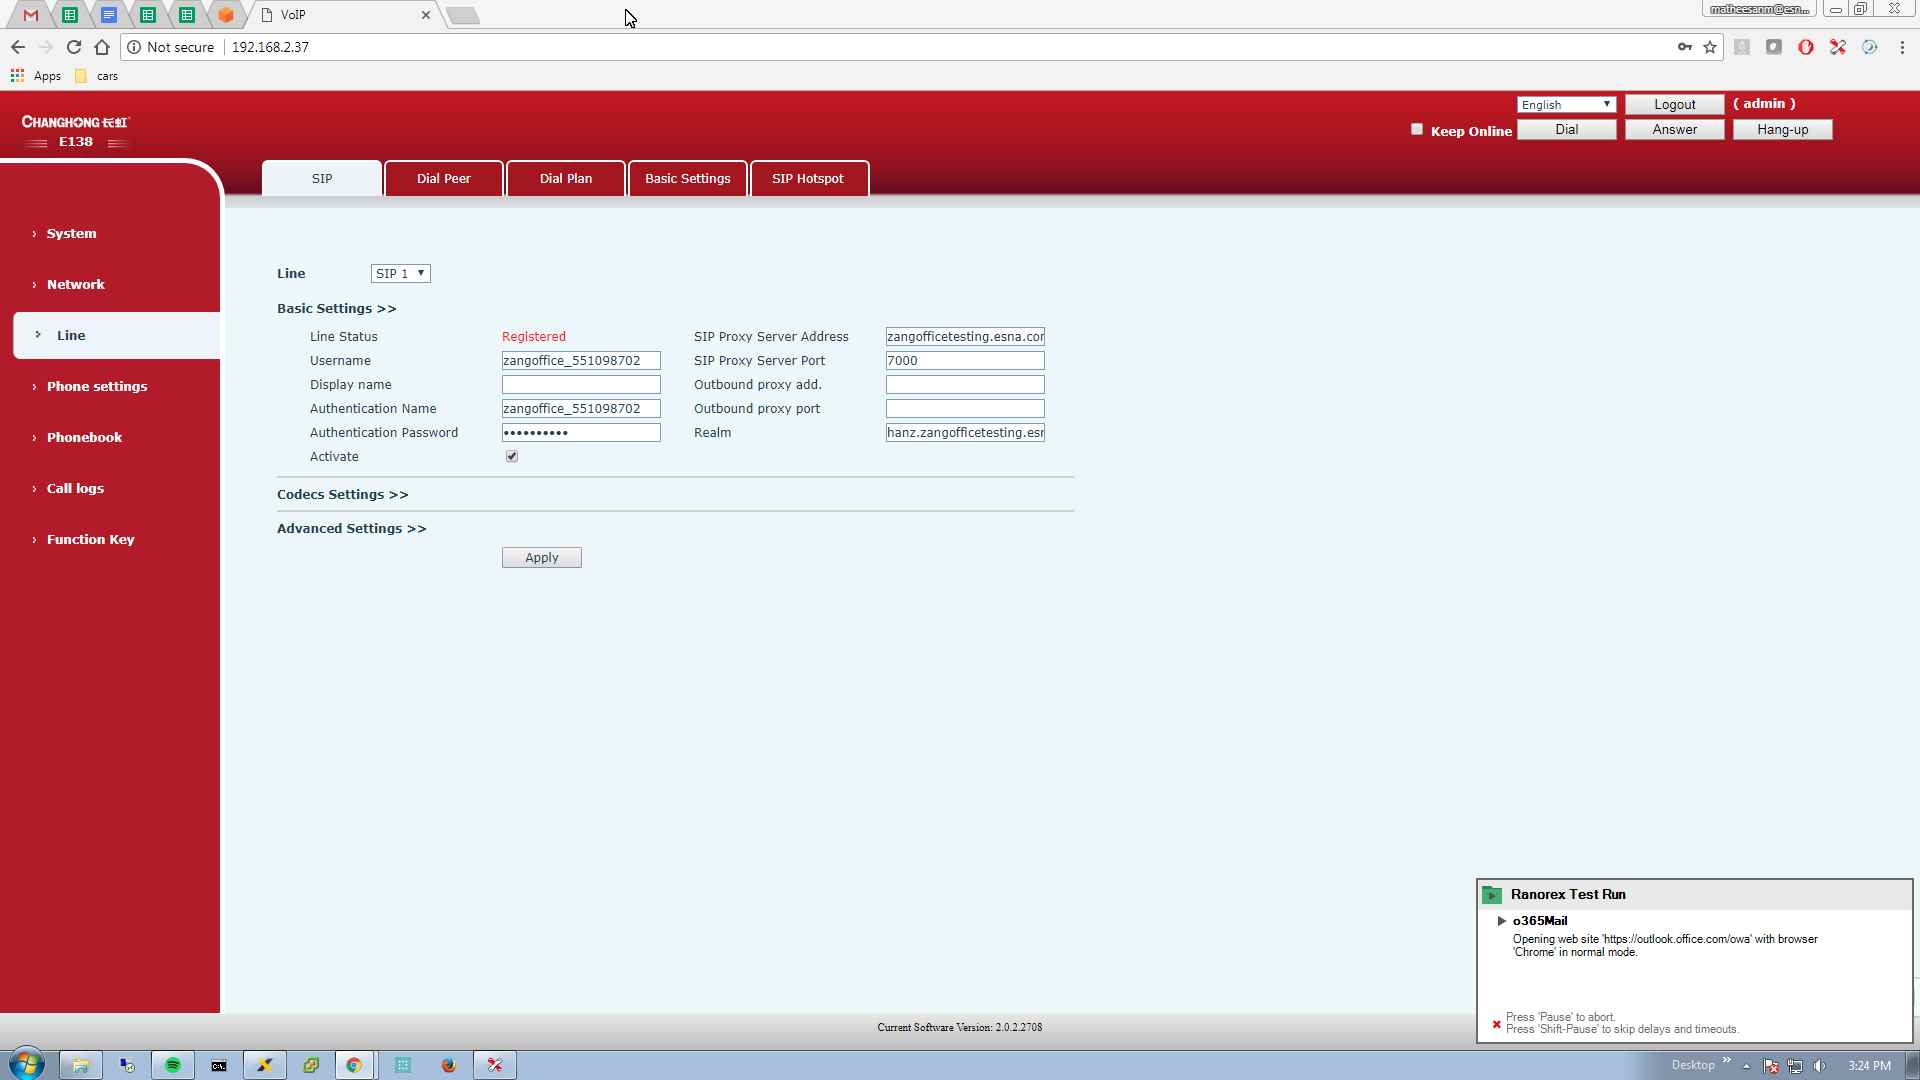 VoIP
matheesanm@esn...
Not secure
192.168.2.37
Apps
cars
CHANGHONG 长虹
E138
English
Logout
( admin )
Keep Online
Dial
Answer
Hang-up
SIP
Dial Peer
Dial Plan
Basic Settings
SIP Hotspot
System
Network
Line
Phone settings
Phonebook
Call logs
Function Key
Line
SIP 1
Basic Settings >>
Line Status
Registered
SIP Proxy Server Address
zangofficetesting.esna.cor
Username
zangoffice_551098702
SIP Proxy Server Port
7000
Display name
Outbound proxy add.
Authentication Name
zangoffice_551098702
Outbound proxy port
Authentication Password
••••••••••
Realm
hanz.zangofficetesting.esr
Activate
Codecs Settings >>
Advanced Settings >>
Apply
Ranorex Test Run
o365Mail
Opening web site 'https://outlook.office.com/owa' with browser
'Chrome' in normal mode.
Press 'Pause' to abort.
Press 'Shift-Pause' to skip delays and timeouts.
Current Software Version: 2.0.2.2708
Desktop
3:24 PM